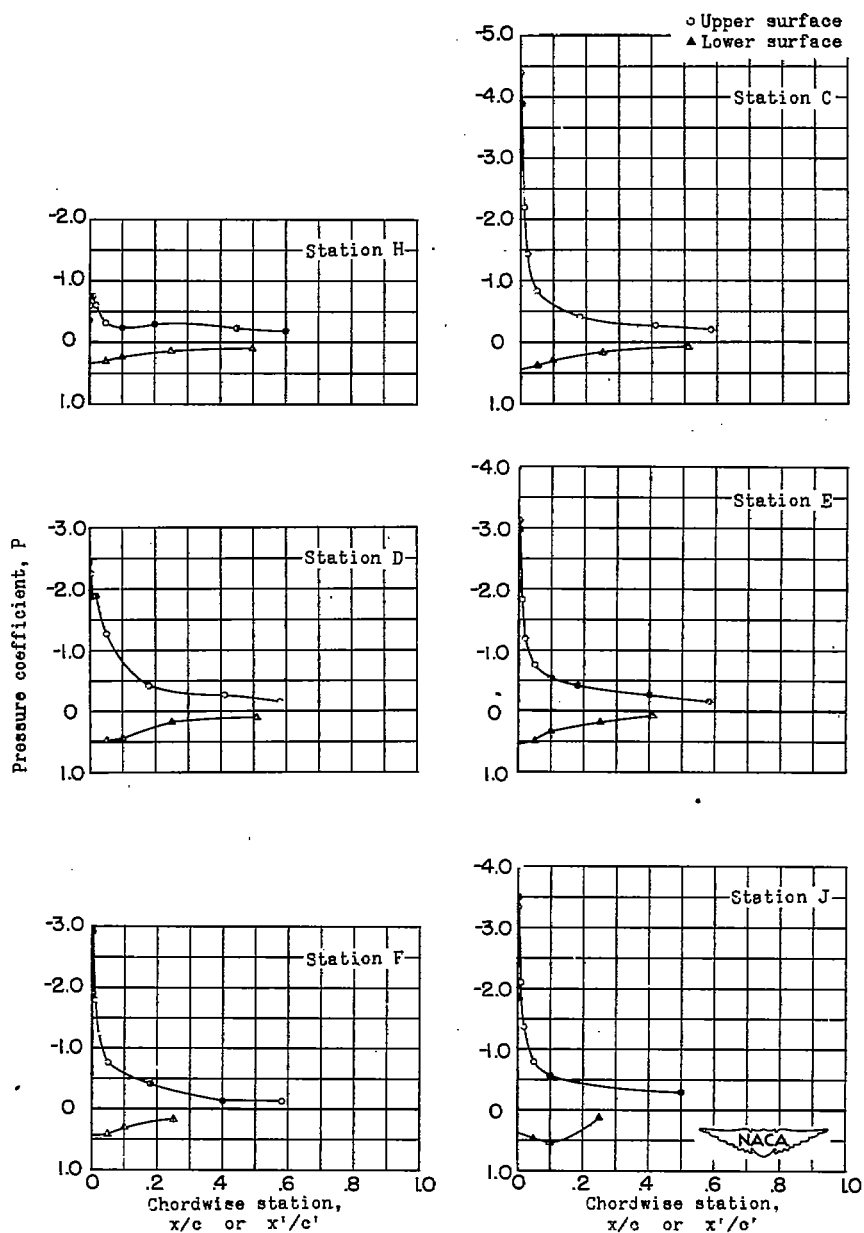 Upper surface
Lower surface
-5.0
-4.0
Station C
-3.0
-2.0
-1.0
0
1.0
-2.0
Station H
-1.0
0
1.0
-3.0
Station D
-2.0
-1.0
0
1.0
-4.0
Station E
-3.0
-2.0
-1.0
0
1.0
Pressure coefficient, P
-3.0
Station F
-2.0
-1.0
0
1.0
0 .2 .4 .6 .8 1.0
Chordwise station,
x/c or x'/c'
-4.0
Station J
-3.0
-2.0
-1.0
0
1.0
NACA
0 .2 .4 .6 .8 1.0
Chordwise station,
x/c or x'/c'